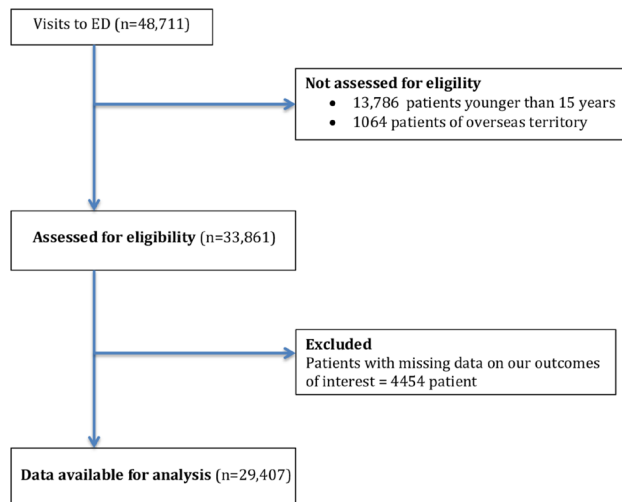 Visits to ED (n=48,711)
Not assessed for eligility
• 13,786 patients younger than 15 years
• 1064 patients of overseas territory
Assessed for eligibility (n=33,861)
Excluded
Patients with missing data on our outcomes
of interest = 4454 patient
Data available for analysis (n=29,407)